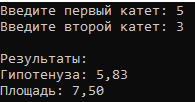 Введите первый катет: 5
Введите второй катет: 3
Результаты:
Гипотенуза: 5,83
Площадь: 7,50